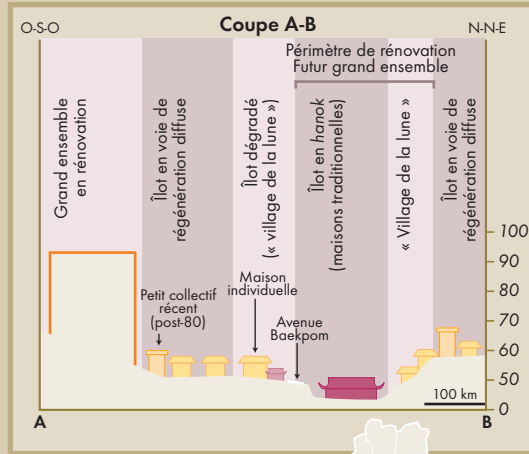 Coupe A-B
O-S-O
N-N-E
Périmètre de rénovation
Futur grand ensemble
Grand ensemble
en rénovation
Îlot en voie de
régénération diffuse
Îlot dégradé
(« village de la lune »)
Îlot en hanok
(maisons traditionnelles)
« Village de la lune »
Îlot en voie de
régénération diffuse
Petit collectif
récent
(post-80)
Maison
individuelle
Avenue
Baekpom
100
90
80
70
60
50
0
100 km
A
B